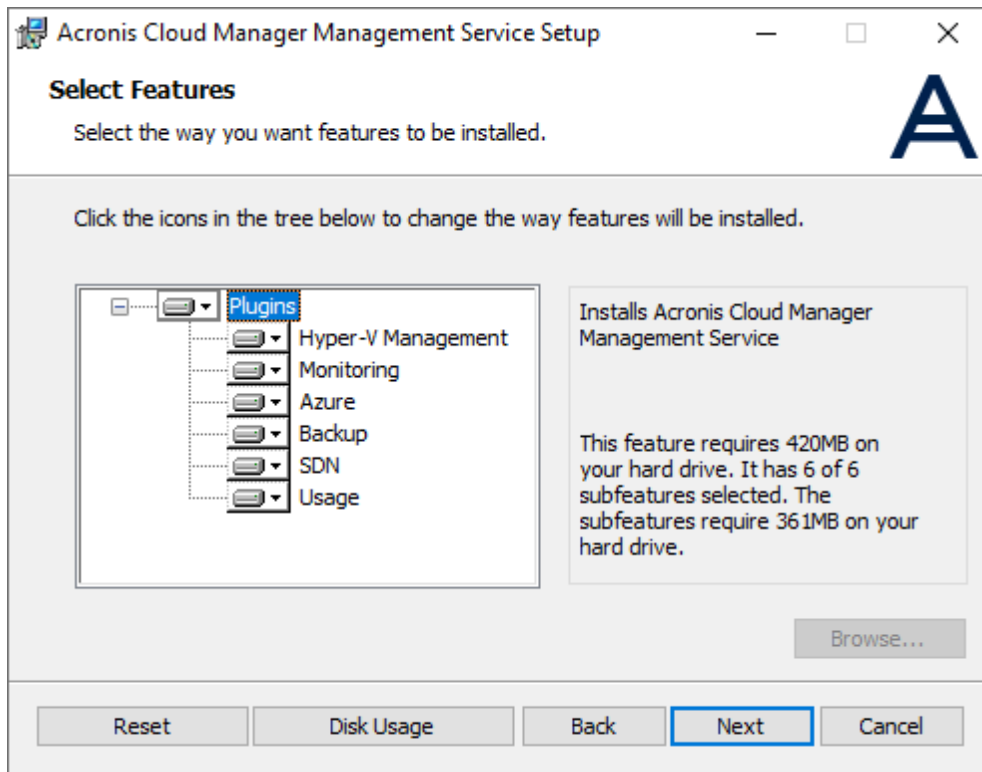 Acronis Cloud Manager Management Service Setup
Select Features
Select the way you want features to be installed.
Click the icons in the tree below to change the way features will be installed.
Plugins
Hyper-V Management
Monitoring
Azure
Backup
SDN
Usage
Installs Acronis Cloud Manager
Management Service
This feature requires 420MB on
your hard drive. It has 6 of 6
subfeatures selected. The
subfeatures require 361MB on your
hard drive.
Browse...
Reset
Disk Usage
Back
Next
Cancel